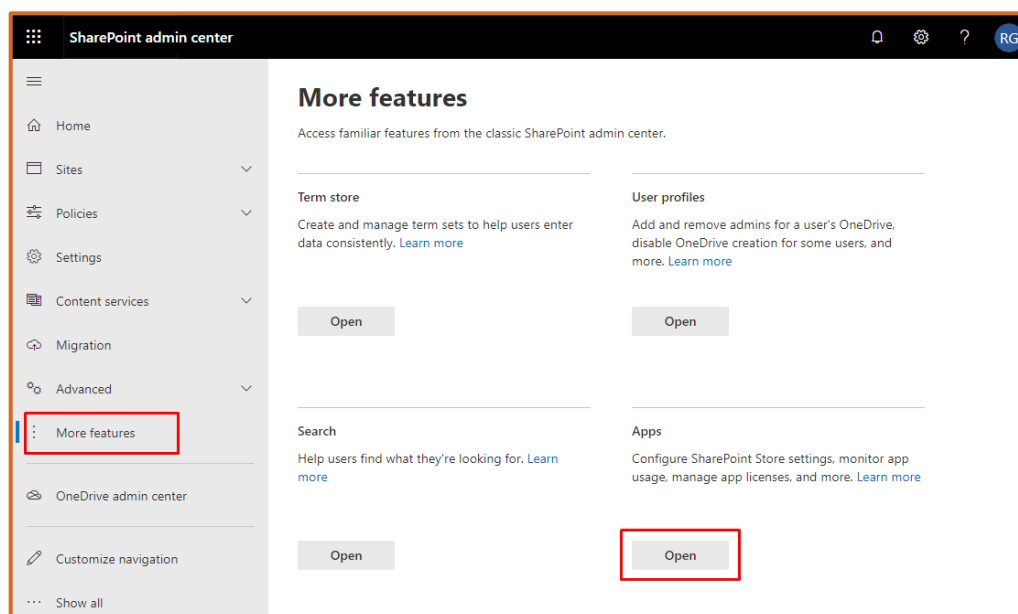 SharePoint admin center
?
RG
Home
Sites
Policies
Settings
Content services
Migration
Advanced
More features
OneDrive admin center
Customize navigation
Show all
More features
Access familiar features from the classic SharePoint admin center.
Term store
Create and manage term sets to help users enter
data consistently. Learn more
Open
User profiles
Add and remove admins for a user's OneDrive,
disable OneDrive creation for some users, and
more. Learn more
Open
Search
Help users find what they're looking for. Learn
more
Open
Apps
Configure SharePoint Store settings, monitor app
usage, manage app licenses, and more. Learn more
Open